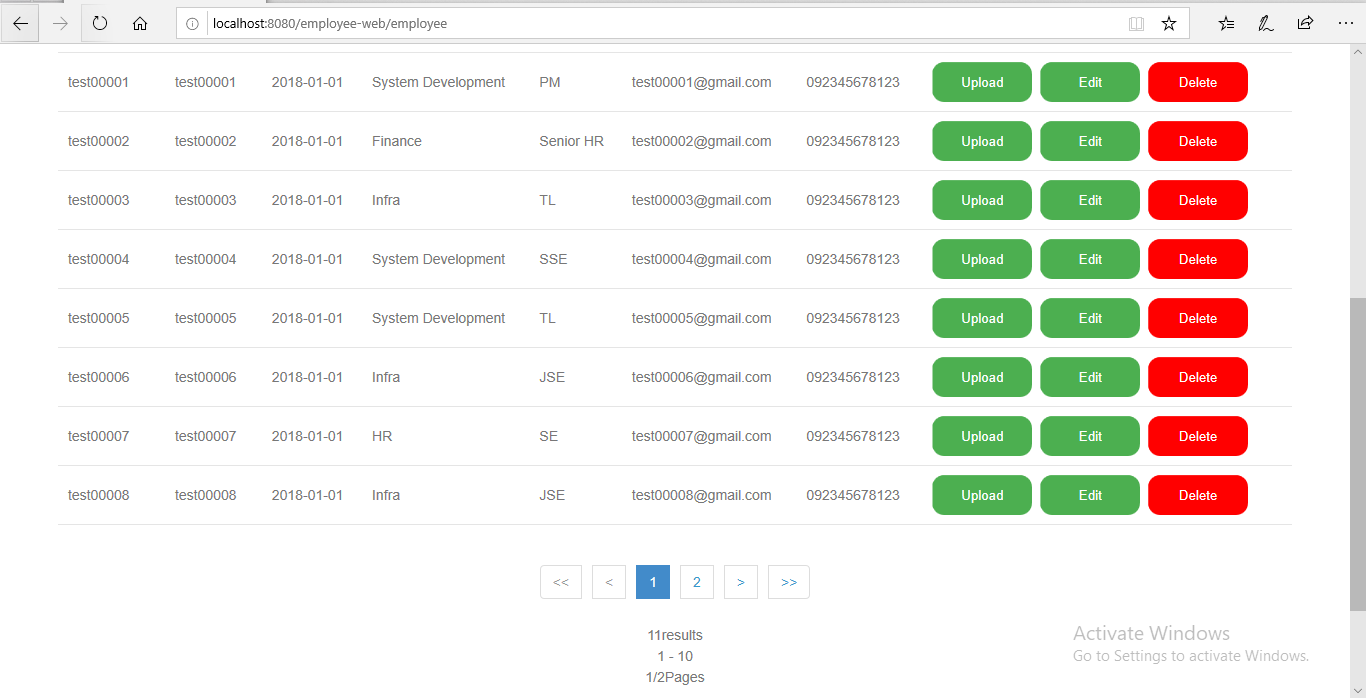 localhost:8080/employee-web/employee
test00001 test00001 2018-01-01 System Development PM test00001@gmail.com 092345678123 Upload Edit Delete
test00002 test00002 2018-01-01 Finance Senior HR test00002@gmail.com 092345678123 Upload Edit Delete
test00003 test00003 2018-01-01 Infra TL test00003@gmail.com 092345678123 Upload Edit Delete
test00004 test00004 2018-01-01 System Development SSE test00004@gmail.com 092345678123 Upload Edit Delete
test00005 test00005 2018-01-01 System Development TL test00005@gmail.com 092345678123 Upload Edit Delete
test00006 test00006 2018-01-01 Infra JSE test00006@gmail.com 092345678123 Upload Edit Delete
test00007 test00007 2018-01-01 HR SE test00007@gmail.com 092345678123 Upload Edit Delete
test00008 test00008 2018-01-01 Infra JSE test00008@gmail.com 092345678123 Upload Edit Delete
<< < 1 2 > >>
11results
1 - 10
1/2Pages
Activate Windows
Go to Settings to activate Windows.